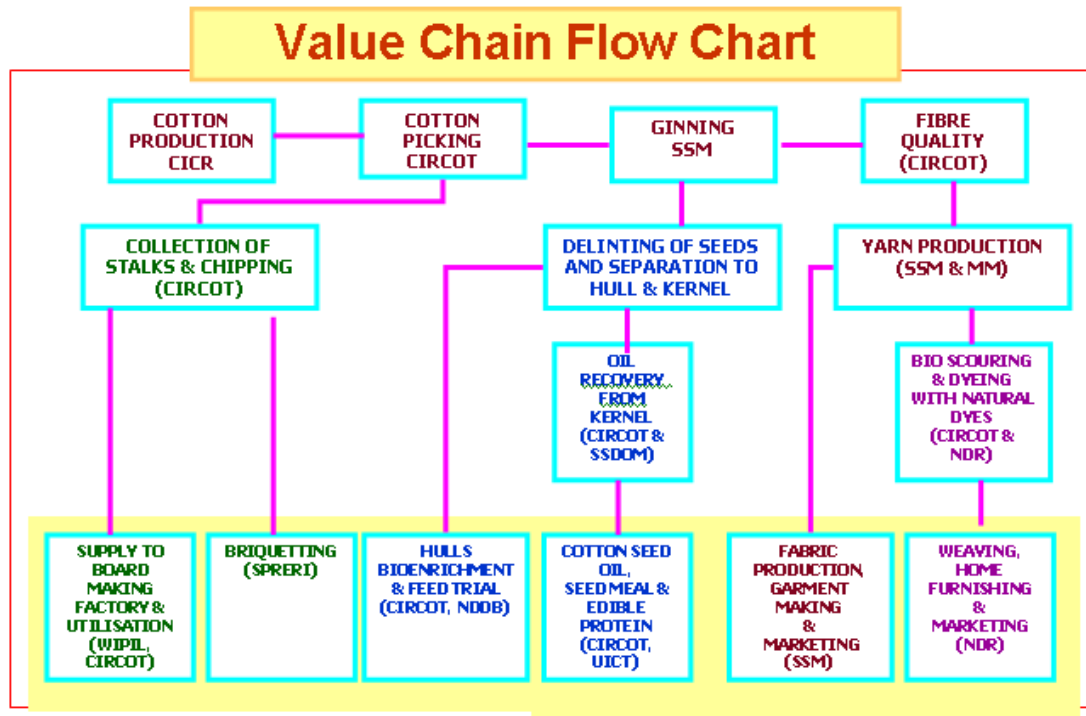 Value Chain Flow Chart
COTTON
PRODUCTION
CICR
COTTON
PICKING
CIRCOT
GINNING
SSM
FIBRE
QUALITY
(CIRCOT)
COLLECTION OF
STALKS & CHIPPING
(CIRCOT)
DELINTING OF SEEDS
AND SEPARATION TO
HULL & KERNEL
YARN PRODUCTION
(SSM & MM)
OIL
RECOVERY
FROM
KERNEL
(CIRCOT &
SSDOM)
BIO SCOURING
& DYEING
WITH NATURAL
DYES
(CIRCOT &
NDR)
SUPPLY TO
BOARD
MAKING
FACTORY &
UTILISATION
(WIPIL,
CIRCOT)
BRIQUETTING
(SPRERI)
HULLS
BIOENRICHMENT
& FEED TRIAL
(CIRCOT, NDDB)
COTTON SEED
OIL,
SEED MEAL &
EDIBLE
PROTEIN
(CIRCOT,
UICT)
FABRIC
PRODUCTION,
GARMENT
MAKING
&
MARKETING
(SSM)
WEAVING,
HOME
FURNISHING
&
MARKETING
(NDR)